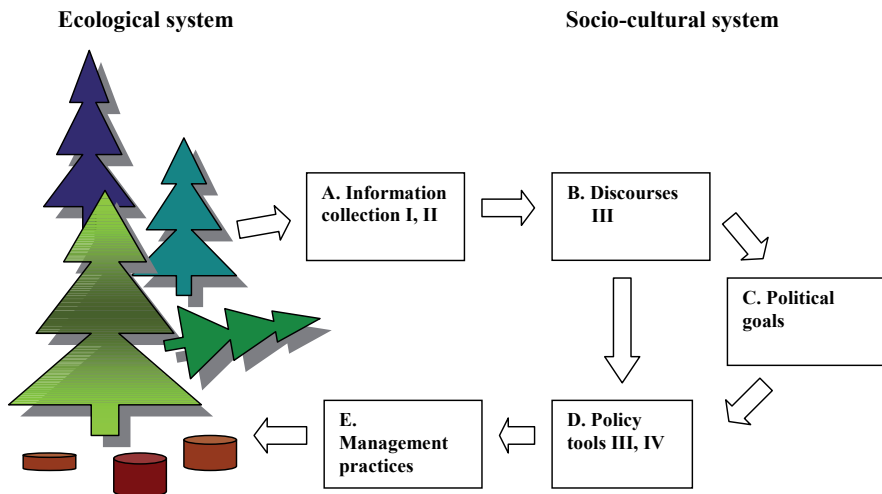 Ecological system
Socio-cultural system
A. Information
collection I, II
B. Discourses
III
C. Political
goals
D. Policy
tools III, IV
E.
Management
practices